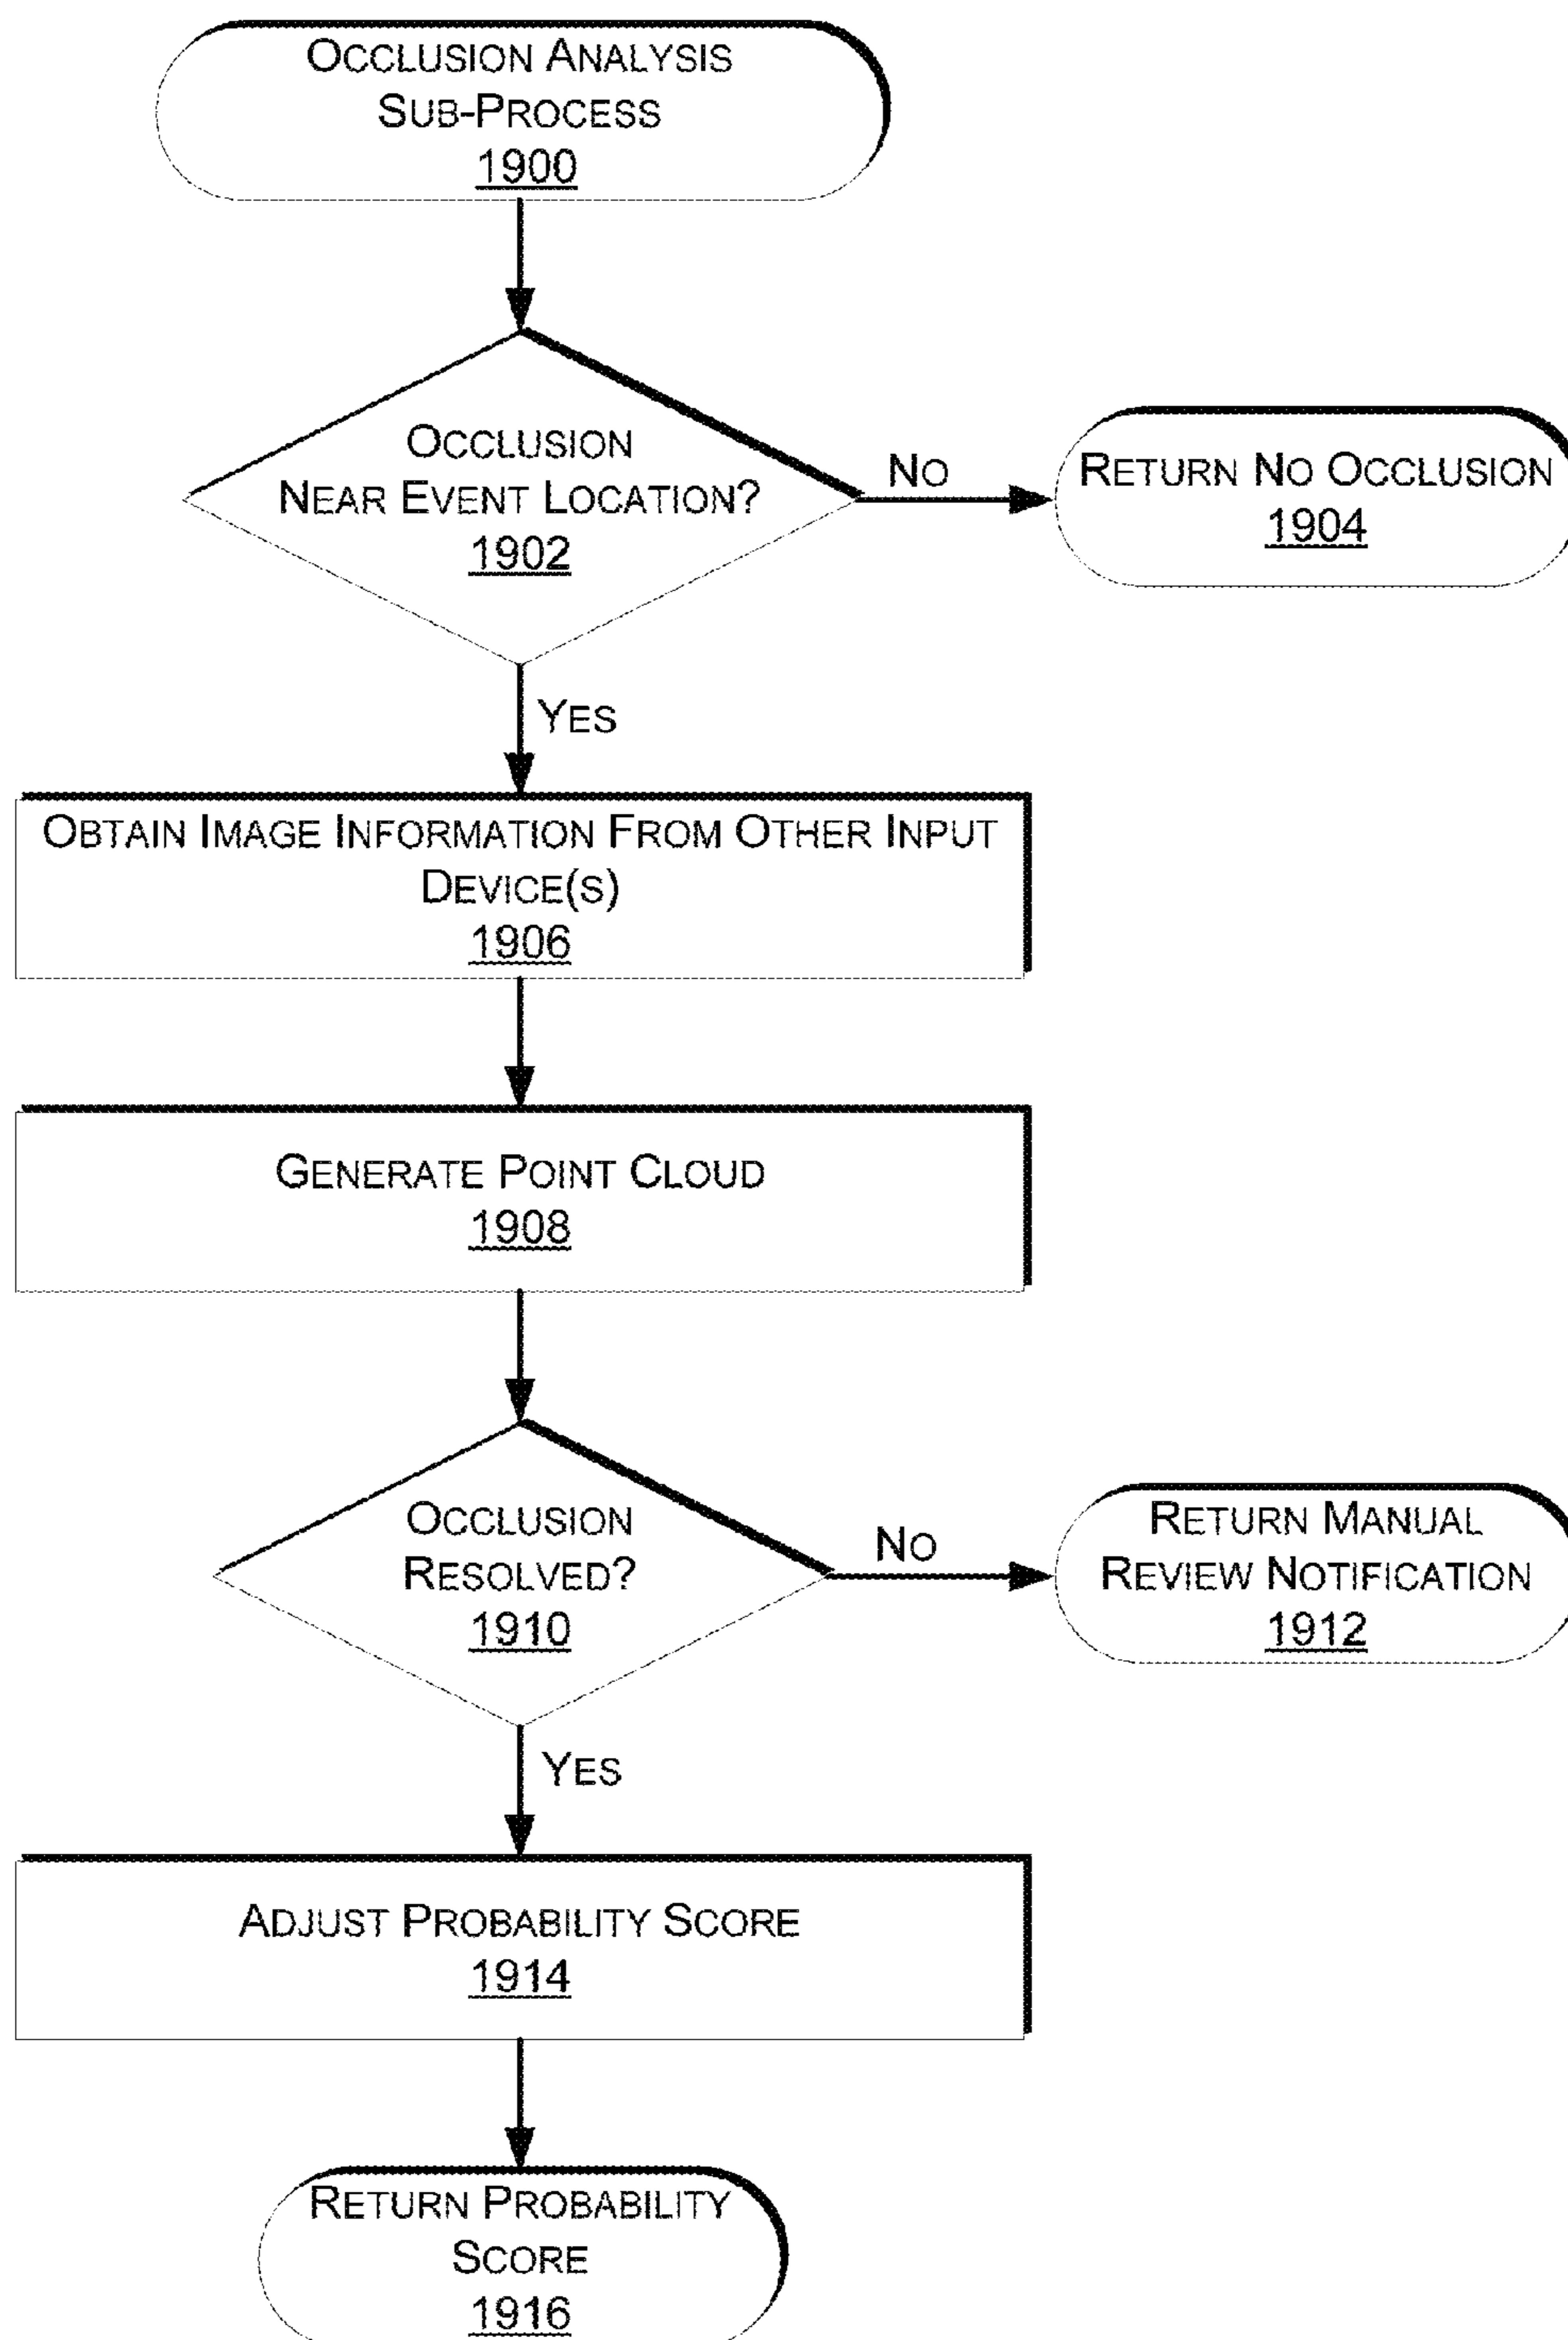 OCCLUSION ANALYSIS
SUB-PROCESS
1900
OCCLUSION
NEAR EVENT LOCATION?
1902
NO
RETURN NO OCCLUSION
1904
YES
OBTAIN IMAGE INFORMATION FROM OTHER INPUT
DEVICE(S)
1906
GENERATE POINT CLOUD
1908
OCCLUSION
RESOLVED?
1910
NO
RETURN MANUAL
REVIEW NOTIFICATION
1912
YES
ADJUST PROBABILITY SCORE
1914
RETURN PROBABILITY
SCORE
1916